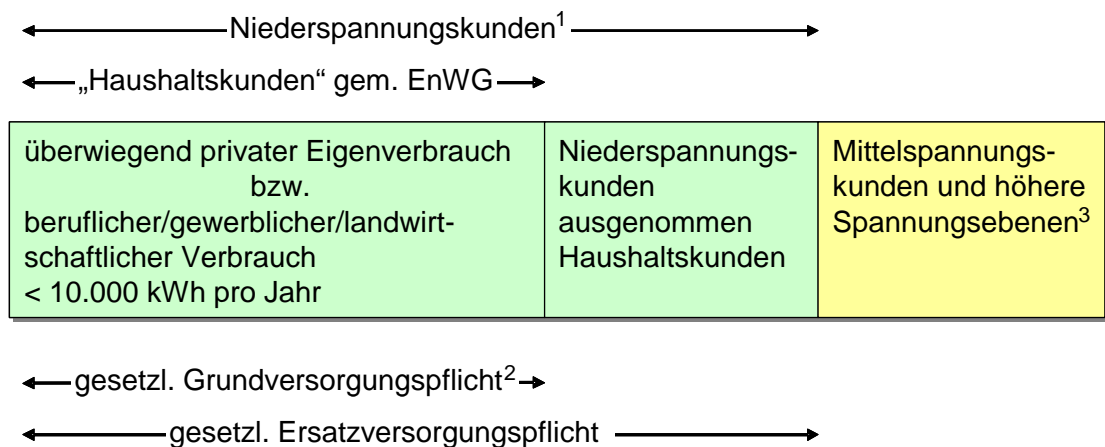 Niederspannungskunden¹
„Haushaltskunden“ gem. EnWG
überwiegend privater Eigenverbrauch
bzw.
beruflicher/gewerblicher/landwirt-
schaftlicher Verbrauch
< 10.000 kWh pro Jahr
Niederspannungs-
kunden
ausgenommen
Haushaltskunden
Mittelspannungs-
kunden und höhere
Spannungsebenen³
gesetzl. Grundversorgungspflicht²
gesetzl. Ersatzversorgungspflicht